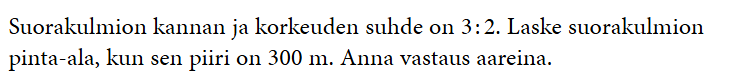 Suorakulmion kannan ja korkeuden suhde on 3 : 2. Laske suorakulmion
pinta-ala, kun sen piiri on 300 m. Anna vastaus aareina.